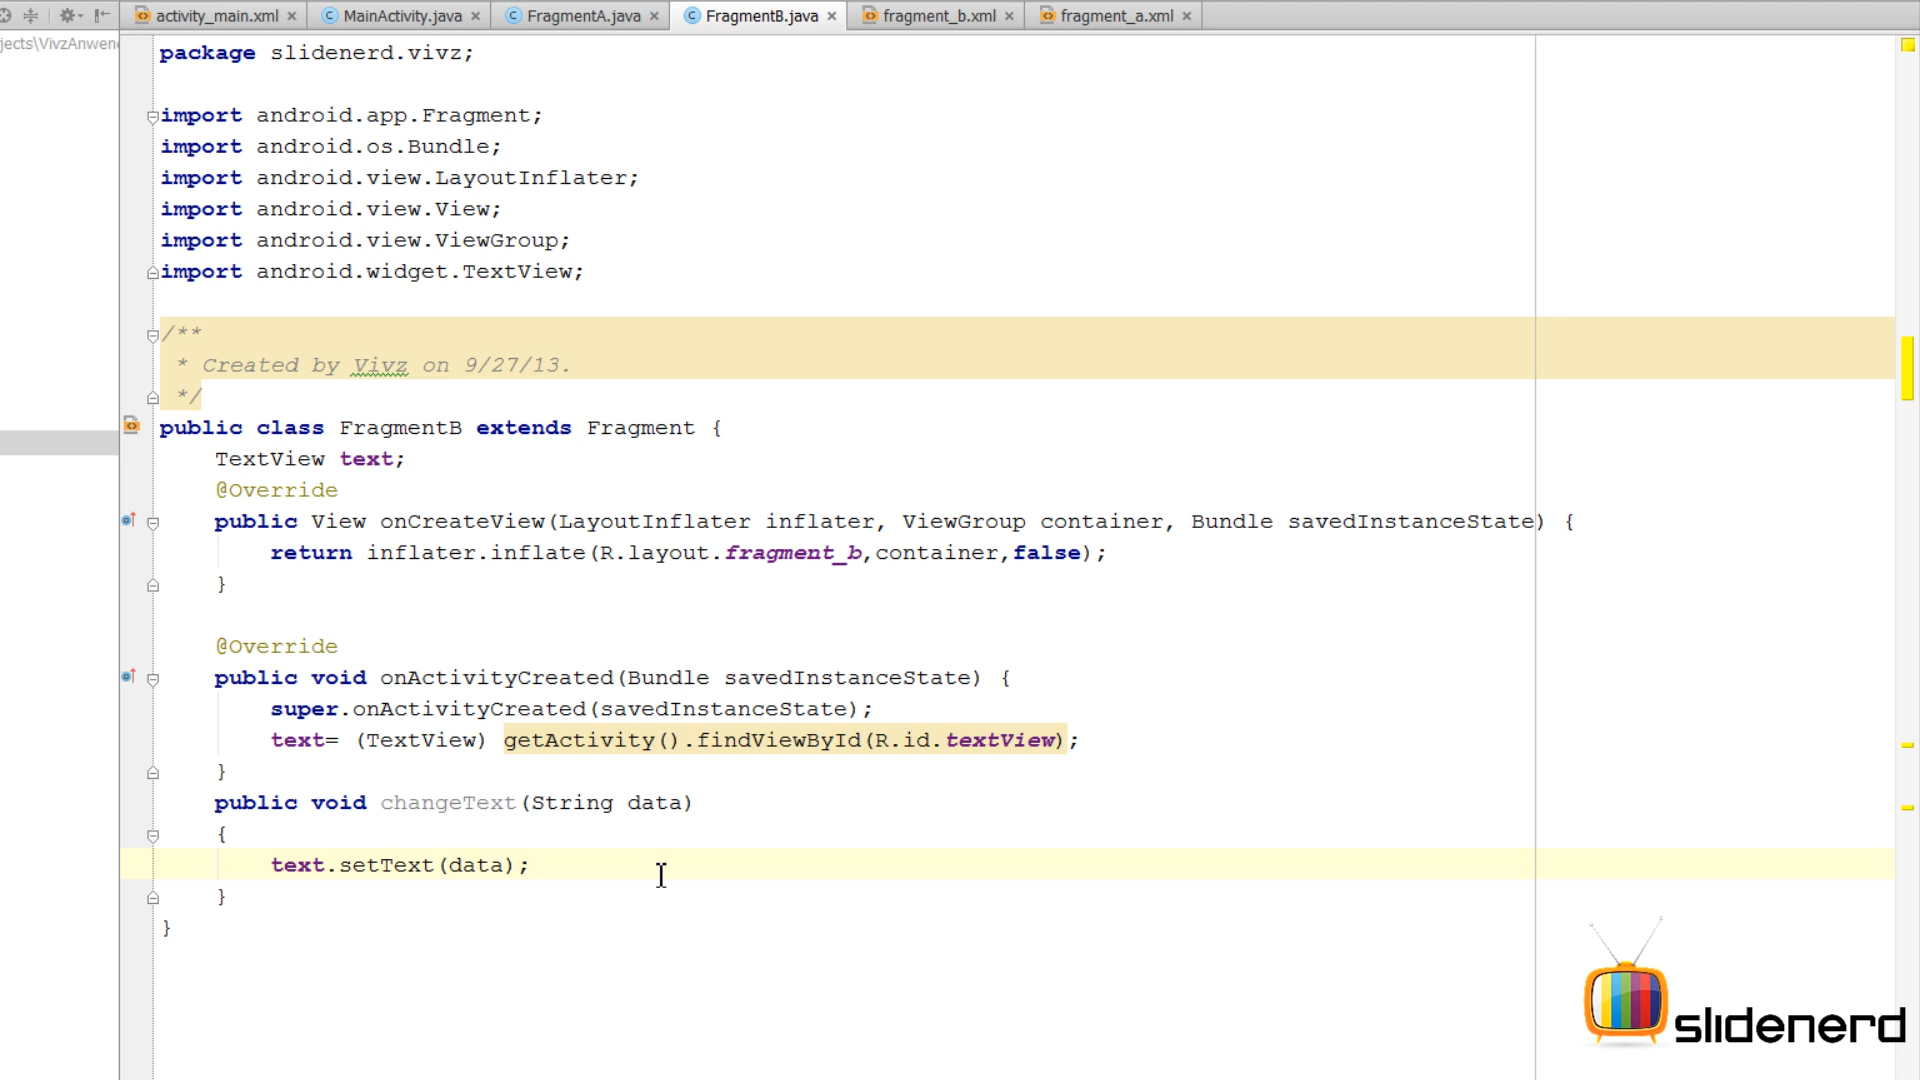 activity_main.xml MainActivity.java FragmentA.java FragmentB.java fragment_b.xml fragment_a.xml
jects\VivzAnwend
package slidenerd.vivz;
import android.app.Fragment;
import android.os.Bundle;
import android.view.LayoutInflater;
import android.view.View;
import android.view.ViewGroup;
import android.widget.TextView;
/**
* Created by Vivz on 9/27/13.
*/
public class FragmentB extends Fragment {
TextView text;
@Override
public View onCreateView(LayoutInflater inflater, ViewGroup container, Bundle savedInstanceState) {
return inflater.inflate(R.layout.fragment_b,container,false);
}
@Override
public void onActivityCreated(Bundle savedInstanceState) {
super.onActivityCreated(savedInstanceState);
text= (TextView) getActivity().findViewById(R.id.textView);
}
public void changeText(String data)
{
text.setText(data);
}
}
slidenerd